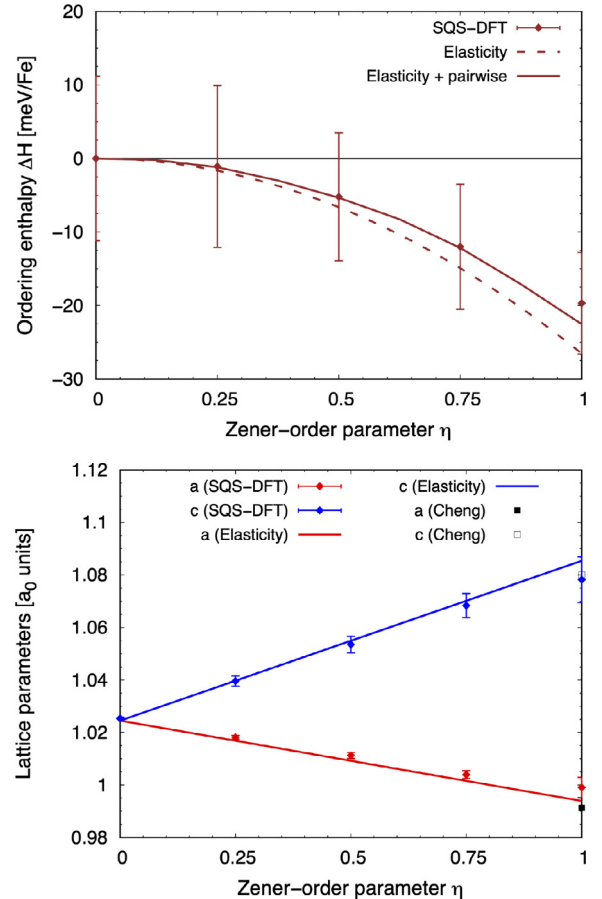 SQS−DFT
Elasticity
Elasticity + pairwise
Ordering enthalpy ΔH [meV/Fe]
20
10
0
−10
−20
−30
0 0.25 0.5 0.75 1
Zener−order parameter η
a (SQS−DFT) c (Elasticity)
c (SQS−DFT) a (Cheng)
a (Elasticity) c (Cheng)
Lattice parameters [a₀ units]
1.12
1.1
1.08
1.06
1.04
1.02
1
0.98
0 0.25 0.5 0.75 1
Zener−order parameter η